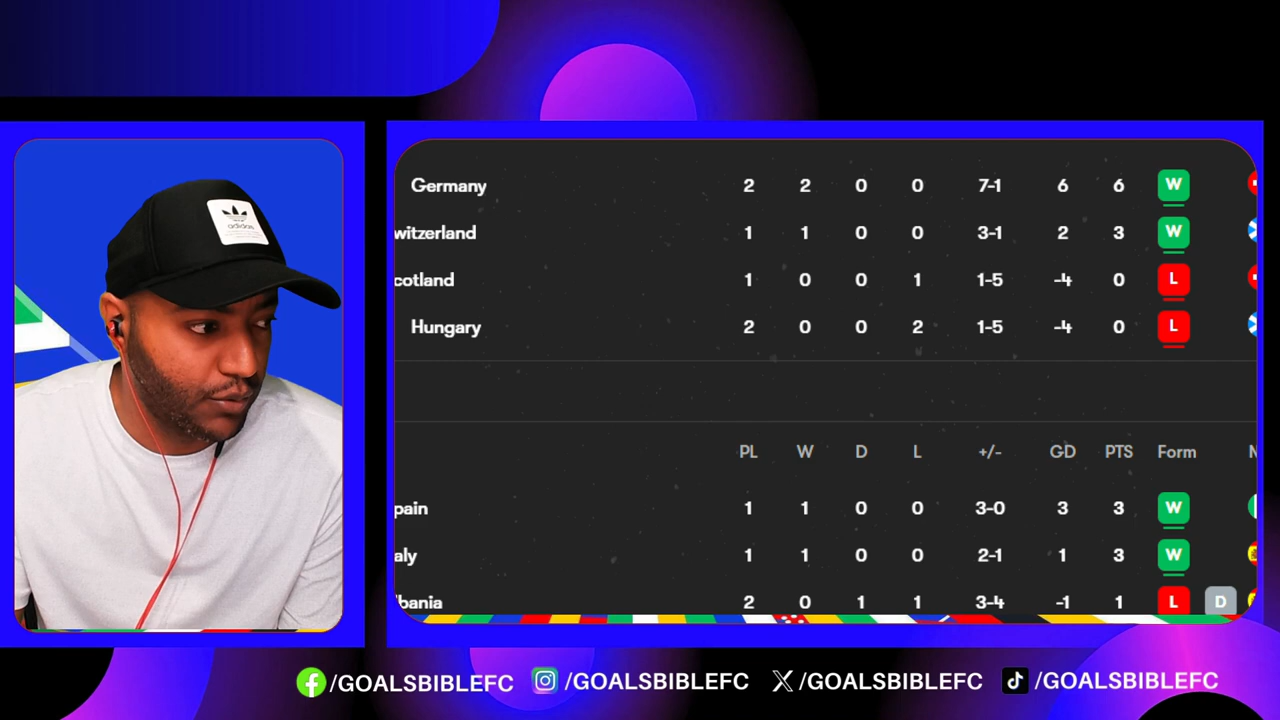 adidas
Germany 2 2 0 0 7-1 6 6 W
witzerland 1 1 0 0 3-1 2 3 W
cotland 1 0 0 1 1-5 -4 0 L
Hungary 2 0 0 2 1-5 -4 0 L
PL W D L +/- GD PTS Form
pain 1 1 0 0 3-0 3 3 W
aly 1 1 0 0 2-1 1 3 W
bania 2 0 1 1 3-4 -1 1 L D
/GOALSBIBLEFC /GOALSBIBLEFC /GOALSBIBLEFC /GOALSBIBLEFC